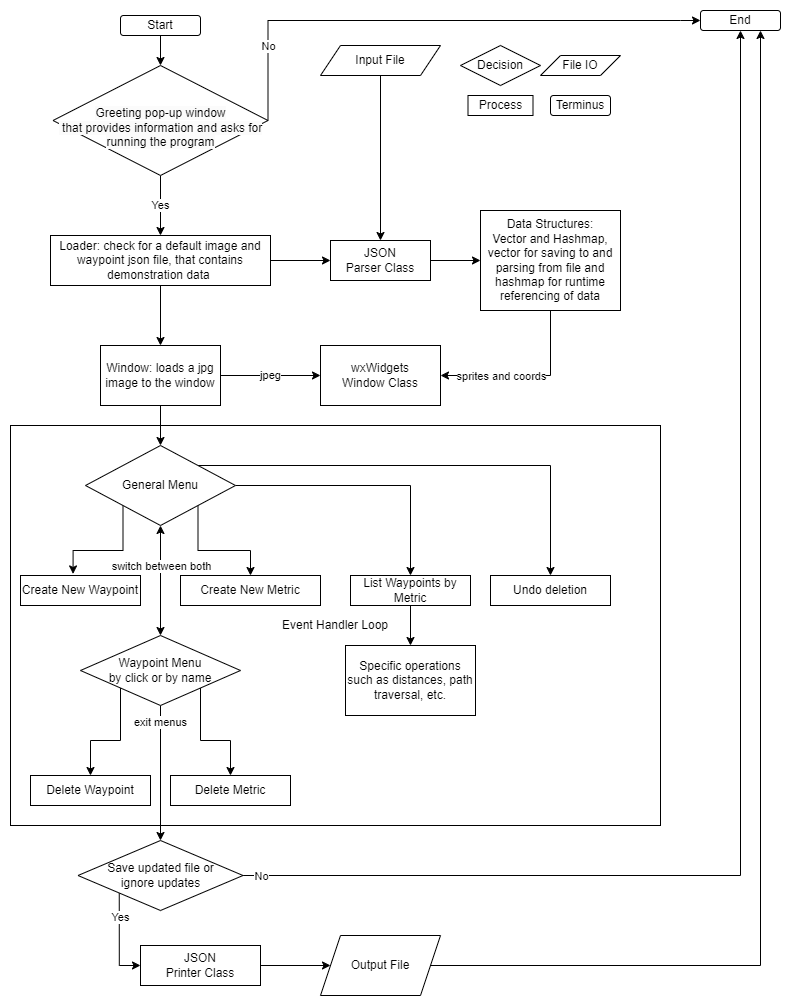 Start
End
No
Input File
Decision
File IO
Process
Terminus
Greeting pop-up window
that provides information and asks for
running the program
Yes
Loader: check for a default image and
waypoint json file, that contains
demonstration data
JSON
Parser Class
Data Structures:
Vector and Hashmap,
vector for saving to and
parsing from file and
hashmap for runtime
referencing of data
Window: loads a jpg
image to the window
jpeg
wxWidgets
Window Class
sprites and coords
General Menu
switch between both
Create New Waypoint
Create New Metric
List Waypoints by
Metric
Undo deletion
Event Handler Loop
Waypoint Menu
by click or by name
Specific operations
such as distances, path
traversal, etc.
exit menus
Delete Waypoint
Delete Metric
Save updated file or
ignore updates
No
Yes
JSON
Printer Class
Output File